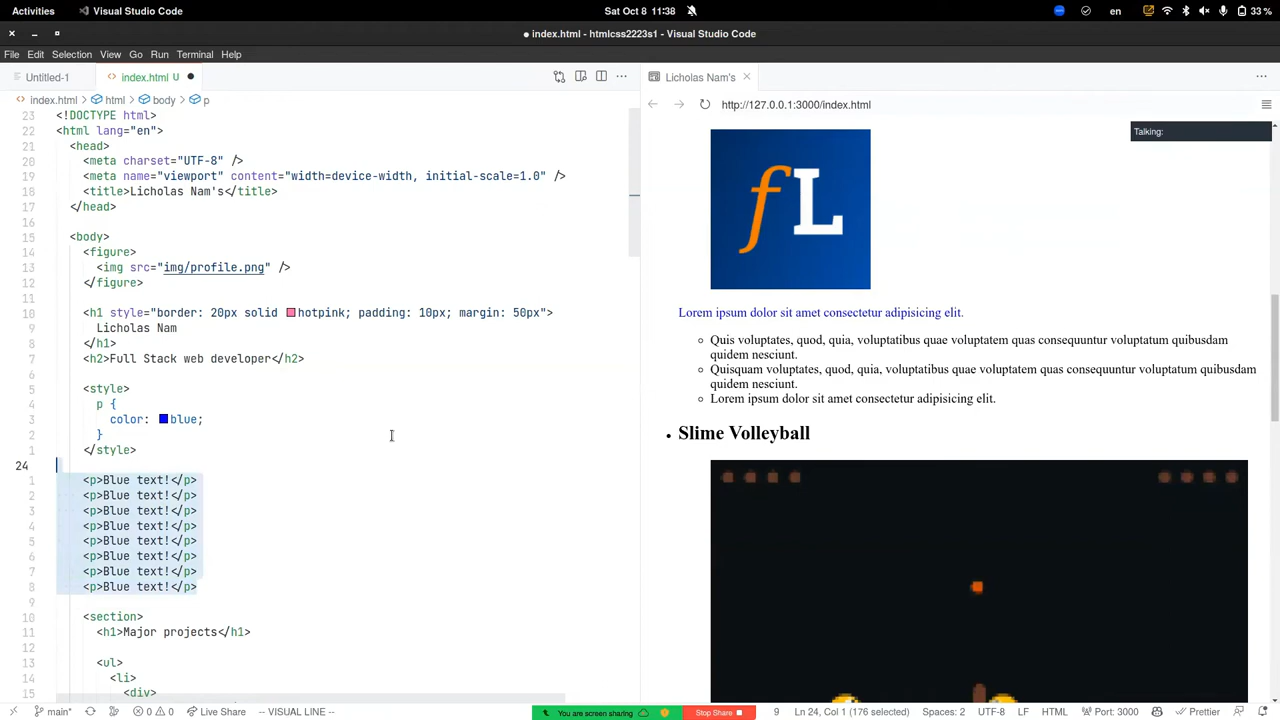 Activities Visual Studio Code Sat Oct 8 11:38 en 33 %
● index.html - htmlcss2223s1 - Visual Studio Code
File Edit Selection View Go Run Terminal Help
Untitled-1 index.html U ● Licholas Nam's
index.html > html > body > p http://127.0.0.1:3000/index.html
Talking:
23 <!DOCTYPE html>
22 <html lang="en">
21 <head>
20 <meta charset="UTF-8" />
19 <meta name="viewport" content="width=device-width, initial-scale=1.0" />
18 <title>Licholas Nam's</title>
17 </head>
16
15 <body>
14 <figure>
13 <img src="img/profile.png" />
12 </figure>
11
10 <h1 style="border: 20px solid hotpink; padding: 10px; margin: 50px">
9 Licholas Nam
8 </h1>
7 <h2>Full Stack web developer</h2>
6
5 <style>
4 p {
3 color: blue;
2 }
1 </style>
24
1 <p>Blue text!</p>
2 <p>Blue text!</p>
3 <p>Blue text!</p>
4 <p>Blue text!</p>
5 <p>Blue text!</p>
6 <p>Blue text!</p>
7 <p>Blue text!</p>
8 <p>Blue text!</p>
9
10 <section>
11 <h1>Major projects</h1>
12
13 <ul>
14 <li>
15 <div>
fL
Lorem ipsum dolor sit amet consectetur adipisicing elit.
Quis voluptates, quod, quia, voluptatibus quae voluptatem quas consequuntur voluptatum quibusdam
quidem nesciunt.
Quisquam voluptates, quod, quia, voluptatibus quae voluptatem quas consequuntur voluptatum quibusdam
quidem nesciunt.
Lorem ipsum dolor sit amet consectetur adipisicing elit.
Slime Volleyball
main* 0 0 Live Share -- VISUAL LINE -- You are screen sharing Stop Share 9 Ln 24, Col 1 (176 selected) Spaces: 2 UTF-8 LF HTML Port: 3000 Prettier